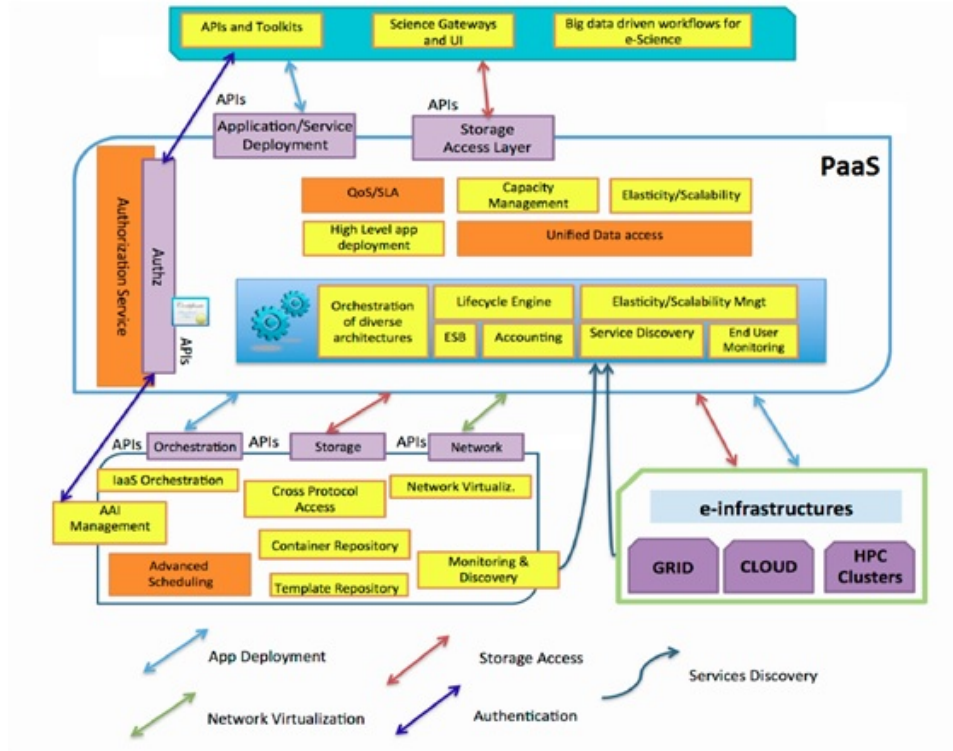 APIs and Toolkits
Science Gateways
and UI
Big data driven workflows for
e-Science
APIs
APIs
Application/Service
Deployment
Storage
Access Layer
PaaS
Authorization Service
Authz
APIs
QoS/SLA
Capacity
Management
Elasticity/Scalability
High Level app
deployment
Unified Data access
Orchestration
of diverse
architectures
Lifecycle Engine
Elasticity/Scalability Mngt
ESB
Accounting
Service Discovery
End User
Monitoring
APIs
Orchestration
APIs
Storage
APIs
Network
IaaS Orchestration
Cross Protocol
Access
Network Virtualiz.
AAI
Management
Container Repository
Advanced
Scheduling
Monitoring &
Discovery
Template Repository
e-infrastructures
GRID
CLOUD
HPC
Clusters
App Deployment
Storage Access
Services Discovery
Network Virtualization
Authentication